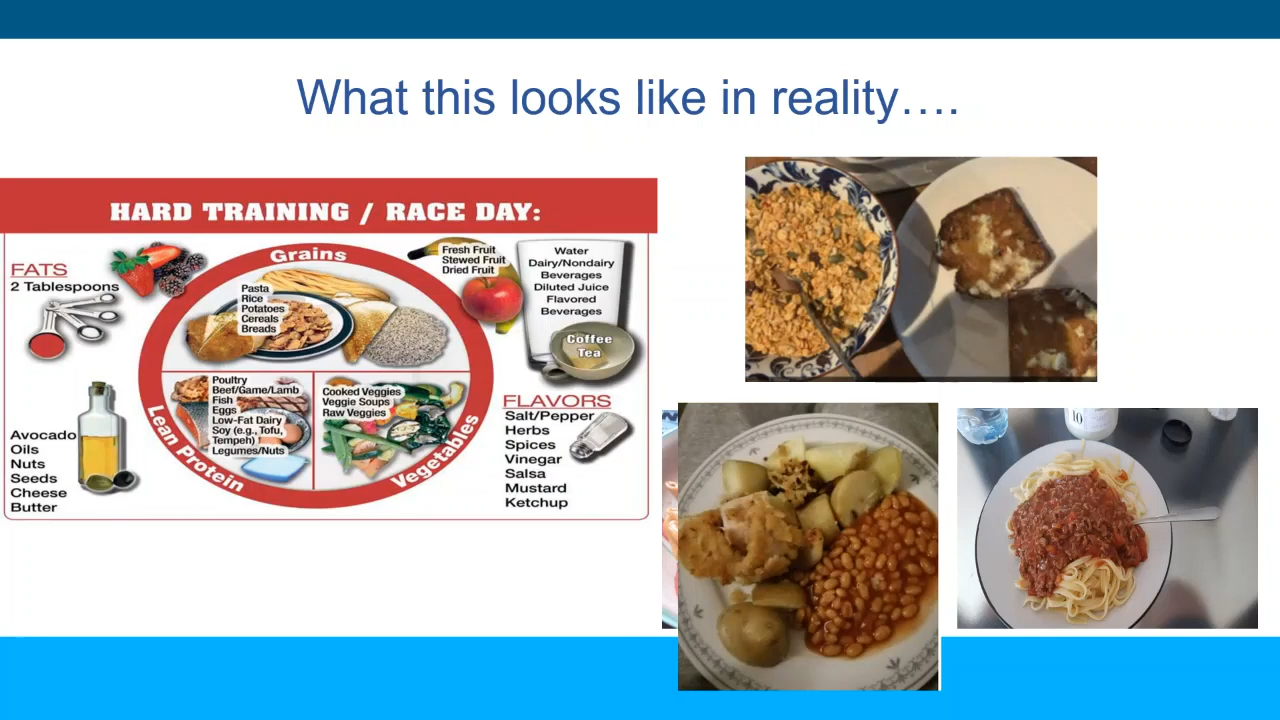 What this looks like in reality….
HARD TRAINING / RACE DAY:
FATS
2 Tablespoons
Avocado
Oils
Nuts
Seeds
Cheese
Butter
Grains
Pasta
Rice
Potatoes
Cereals
Breads
Lean Protein
Poultry
Beef/Game/Lamb
Fish
Eggs
Low-Fat Dairy
Soy (e.g., Tofu,
Tempeh)
Legumes/Nuts
Vegetables
Cooked Veggies
Veggie Soups
Raw Veggies
Fresh Fruit
Stewed Fruit
Dried Fruit
Water
Dairy/Nondairy
Beverages
Diluted Juice
Flavored
Beverages
Coffee
Tea
FLAVORS
Salt/Pepper
Herbs
Spices
Vinegar
Salsa
Mustard
Ketchup
10